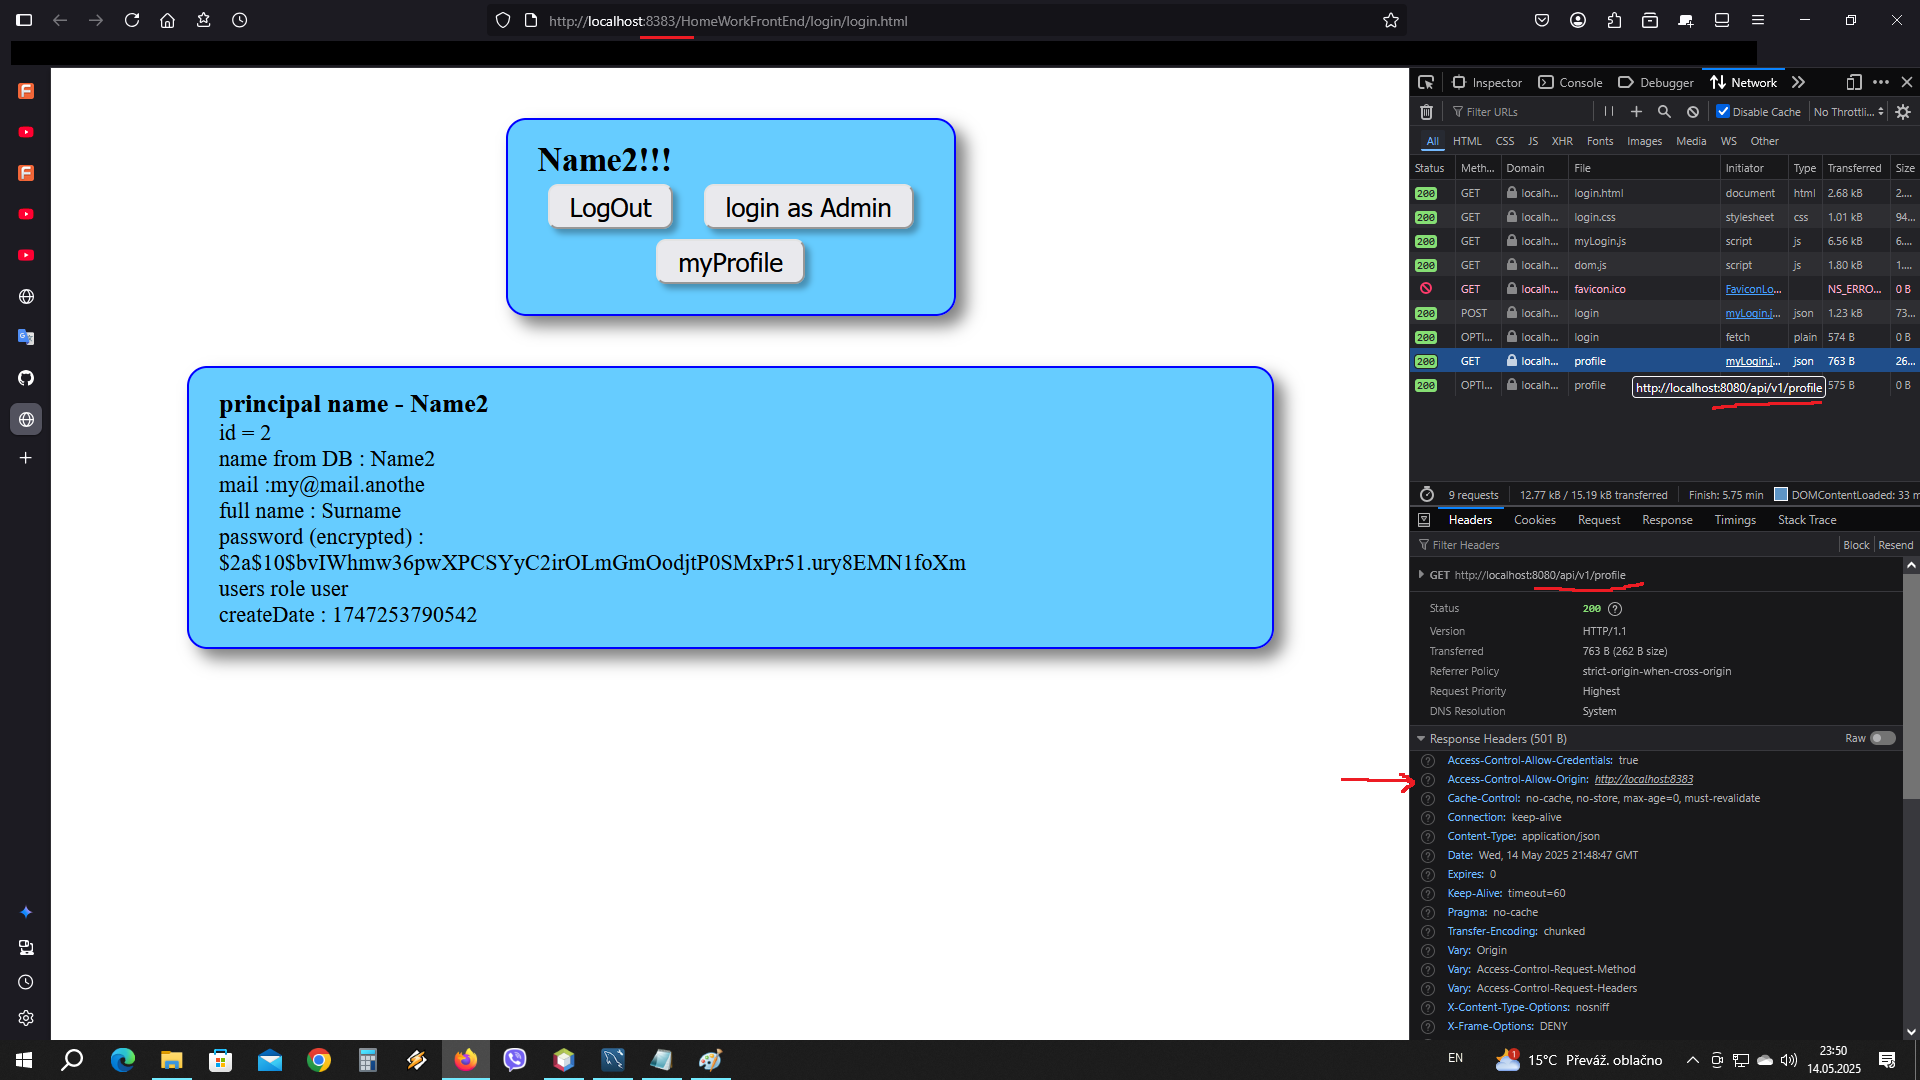 http://localhost:8383/HomeWorkFrontEnd/login/login.html
Name2!!!
LogOut
login as Admin
myProfile
principal name - Name2
id = 2
name from DB : Name2
mail :my@mail.anothe
full name : Surname
password (encrypted) :
$2a$10$bvIWhmw36pwXPCSYyC2irOLmGmOodjtP0SMxPr51.ury8EMN1foXm
users role user
createDate : 1747253790542
Inspector Console Debugger Network
Filter URLs Disable Cache No Throttli...
All HTML CSS JS XHR Fonts Images Media WS Other
Status Meth... Domain File Initiator Type Transferred Size
200 GET localh... login.html document html 2.68 kB 2....
200 GET localh... login.css stylesheet css 1.01 kB 94...
200 GET localh... myLogin.js script js 6.56 kB 6....
200 GET localh... dom.js script js 1.80 kB 1....
GET localh... favicon.ico FaviconLo... NS_ERRO... 0 B
200 POST localh... login myLogin.j... json 1.23 kB 73...
200 OPTI... localh... login fetch plain 574 B 0 B
200 GET localh... profile myLogin.j... json 763 B 26...
200 OPTI... localh... profile 575 B 0 B
http://localhost:8080/api/v1/profile
9 requests 12.77 kB / 15.19 kB transferred Finish: 5.75 min DOMContentLoaded: 33 m
Headers Cookies Request Response Timings Stack Trace
Filter Headers Block Resend
GET http://localhost:8080/api/v1/profile
Status 200
Version HTTP/1.1
Transferred 763 B (262 B size)
Referrer Policy strict-origin-when-cross-origin
Request Priority Highest
DNS Resolution System
Response Headers (501 B) Raw
Access-Control-Allow-Credentials: true
Access-Control-Allow-Origin: http://localhost:8383
Cache-Control: no-cache, no-store, max-age=0, must-revalidate
Connection: keep-alive
Content-Type: application/json
Date: Wed, 14 May 2025 21:48:47 GMT
Expires: 0
Keep-Alive: timeout=60
Pragma: no-cache
Transfer-Encoding: chunked
Vary: Origin
Vary: Access-Control-Request-Method
Vary: Access-Control-Request-Headers
X-Content-Type-Options: nosniff
X-Frame-Options: DENY
EN
1
15°C Převáž. oblačno
23:50
14.05.2025